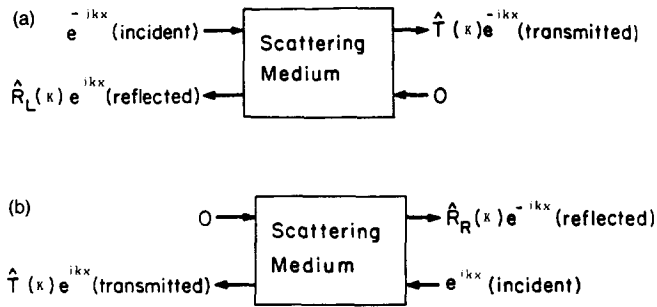 (a) e^{-ikx} (incident) Scattering Medium T̂(κ)e^{-ikx} (transmitted)
R̂_L(κ) e^{ikx} (reflected) 0
(b) 0 Scattering Medium R̂_R(κ) e^{-ikx} (reflected)
T̂(κ) e^{ikx} (transmitted) e^{ikx} (incident)